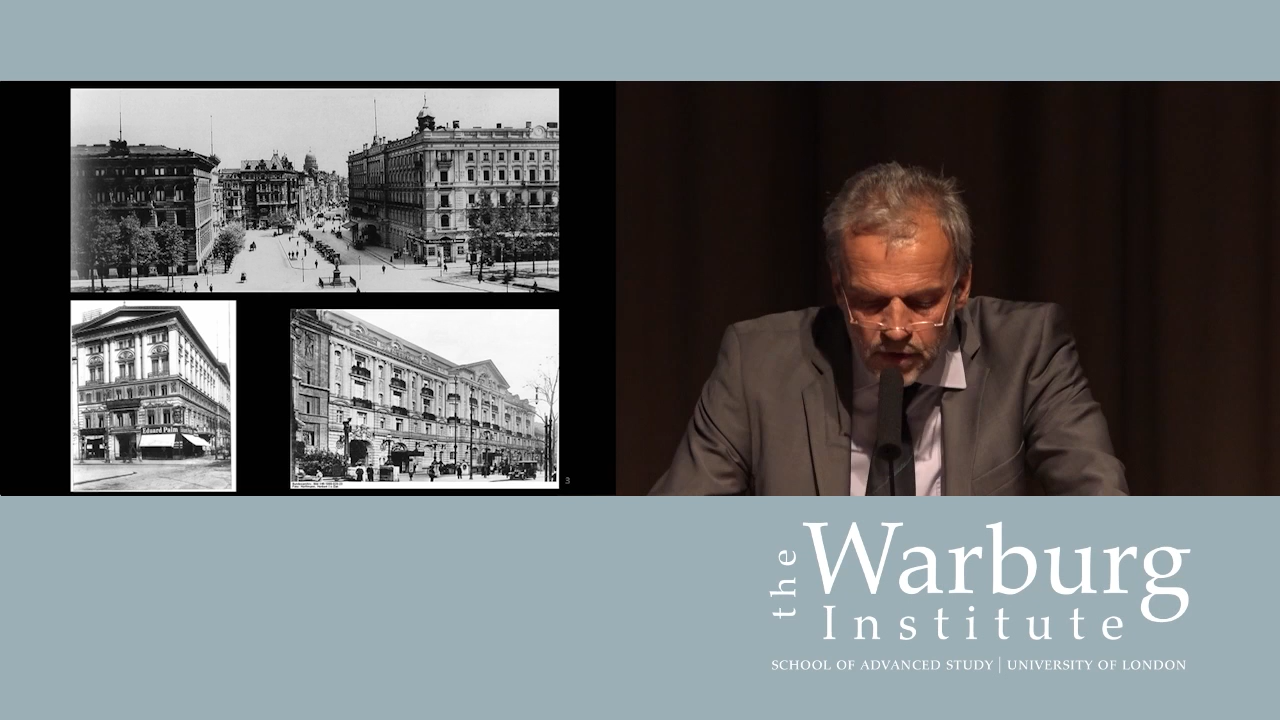 Eduard Palm
3
the
Warburg
Institute
SCHOOL OF ADVANCED STUDY | UNIVERSITY OF LONDON